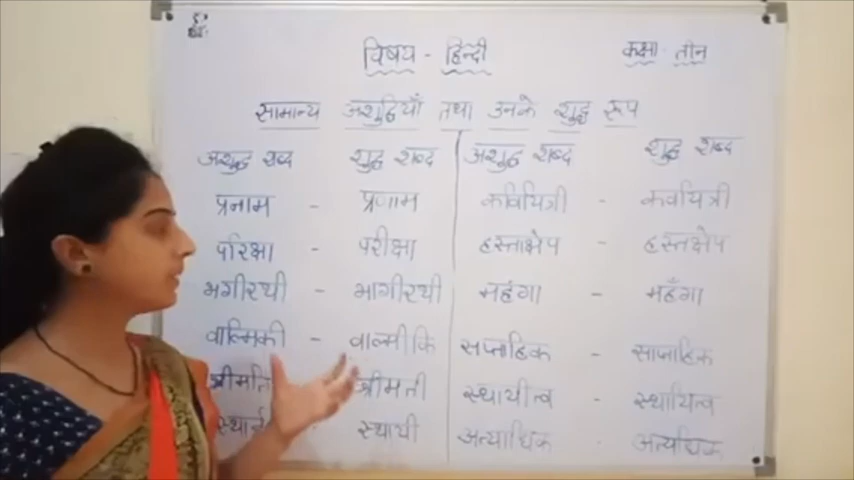 विषय - हिन्दी कक्षा - तीन
सामान्य अशुद्धियाँ तथा उनके शुद्ध रूप
अशुद्ध शब्द शुद्ध शब्द अशुद्ध शब्द शुद्ध शब्द
प्रनाम - प्रणाम कवियित्री - कवयित्री
परिक्षा - परीक्षा हस्ताक्षेप - हस्तक्षेप
भगीरथी - भागीरथी महंगा - महँगा
वाल्मिकी - वाल्मीकि सप्ताहिक - साप्ताहिक
श्रीमति श्रीमती स्थायीत्व - स्थायित्व
स्थायी अत्याधिक - अत्यधिक